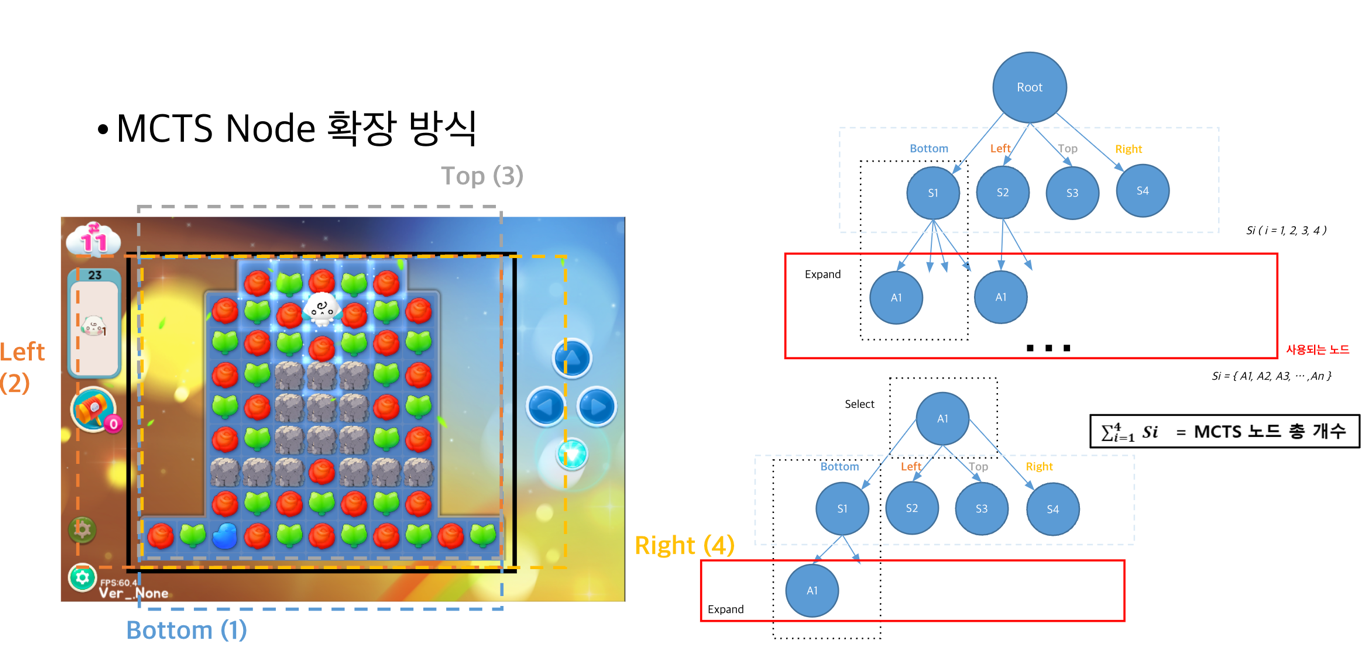 • MCTS Node 확장 방식
Top (3)
11
23
1
0
Left
(2)
FPS:60.4
Ver_None
Bottom (1)
Right (4)
Root
Bottom
Left
Top
Right
S1
S2
S3
S4
Si ( i = 1, 2, 3, 4 )
Expand
A1
A1
...
사용되는 노드
Si = { A1, A2, A3, … ,An }
Select
A1
∑⁴ᵢ₌₁ Si = MCTS 노드 총 개수
Bottom
Left
Top
Right
S1
S2
S3
S4
A1
Expand